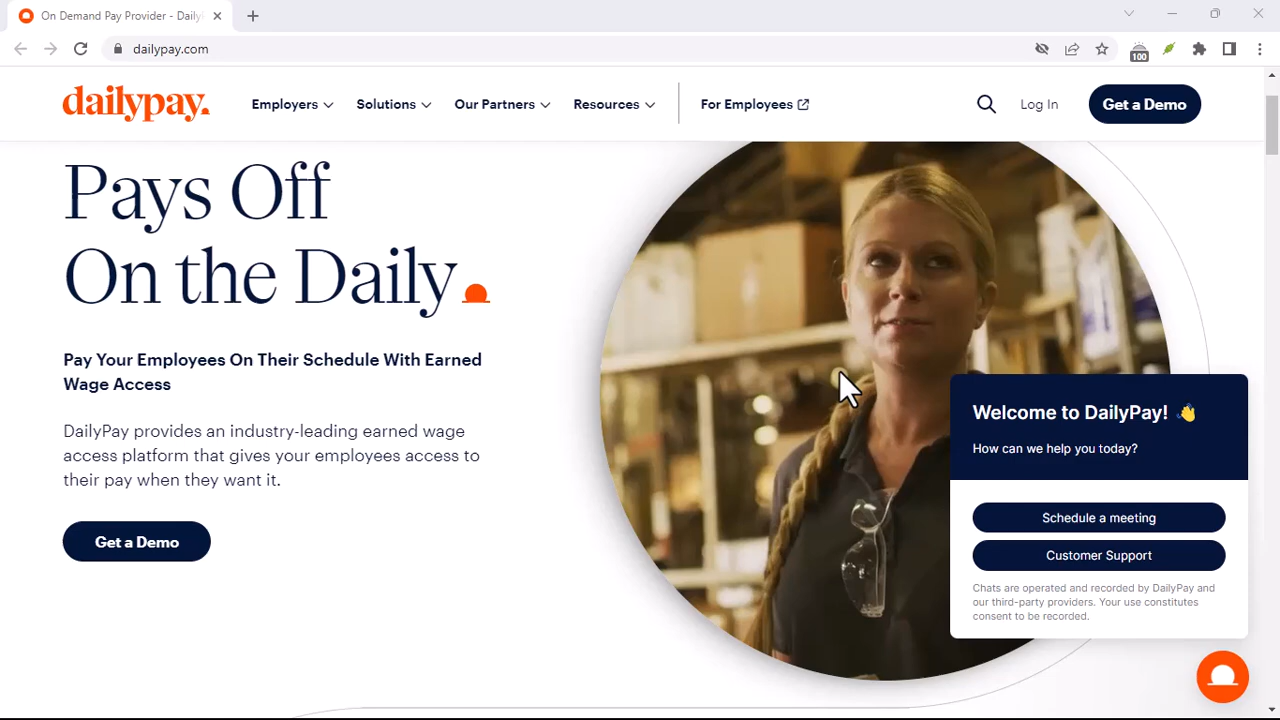 On Demand Pay Provider - Daily
dailypay.com
100
dailypay.
Employers
Solutions
Our Partners
Resources
For Employees
Log In
Get a Demo
Pays Off
On the Daily
Pay Your Employees On Their Schedule With Earned
Wage Access
DailyPay provides an industry-leading earned wage
access platform that gives your employees access to
their pay when they want it.
Get a Demo
Welcome to DailyPay! 👋
How can we help you today?
Schedule a meeting
Customer Support
Chats are operated and recorded by DailyPay and
our third-party providers. Your use constitutes
consent to be recorded.